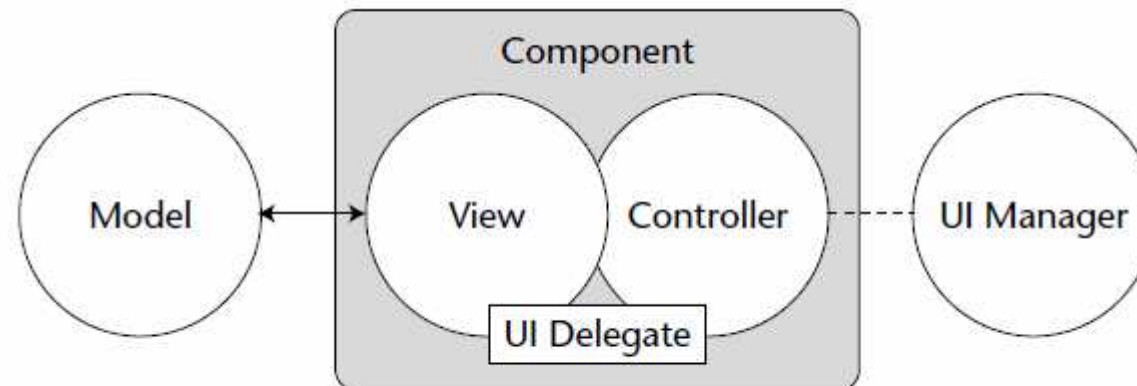 Component
Model
View
Controller
UI Manager
UI Delegate